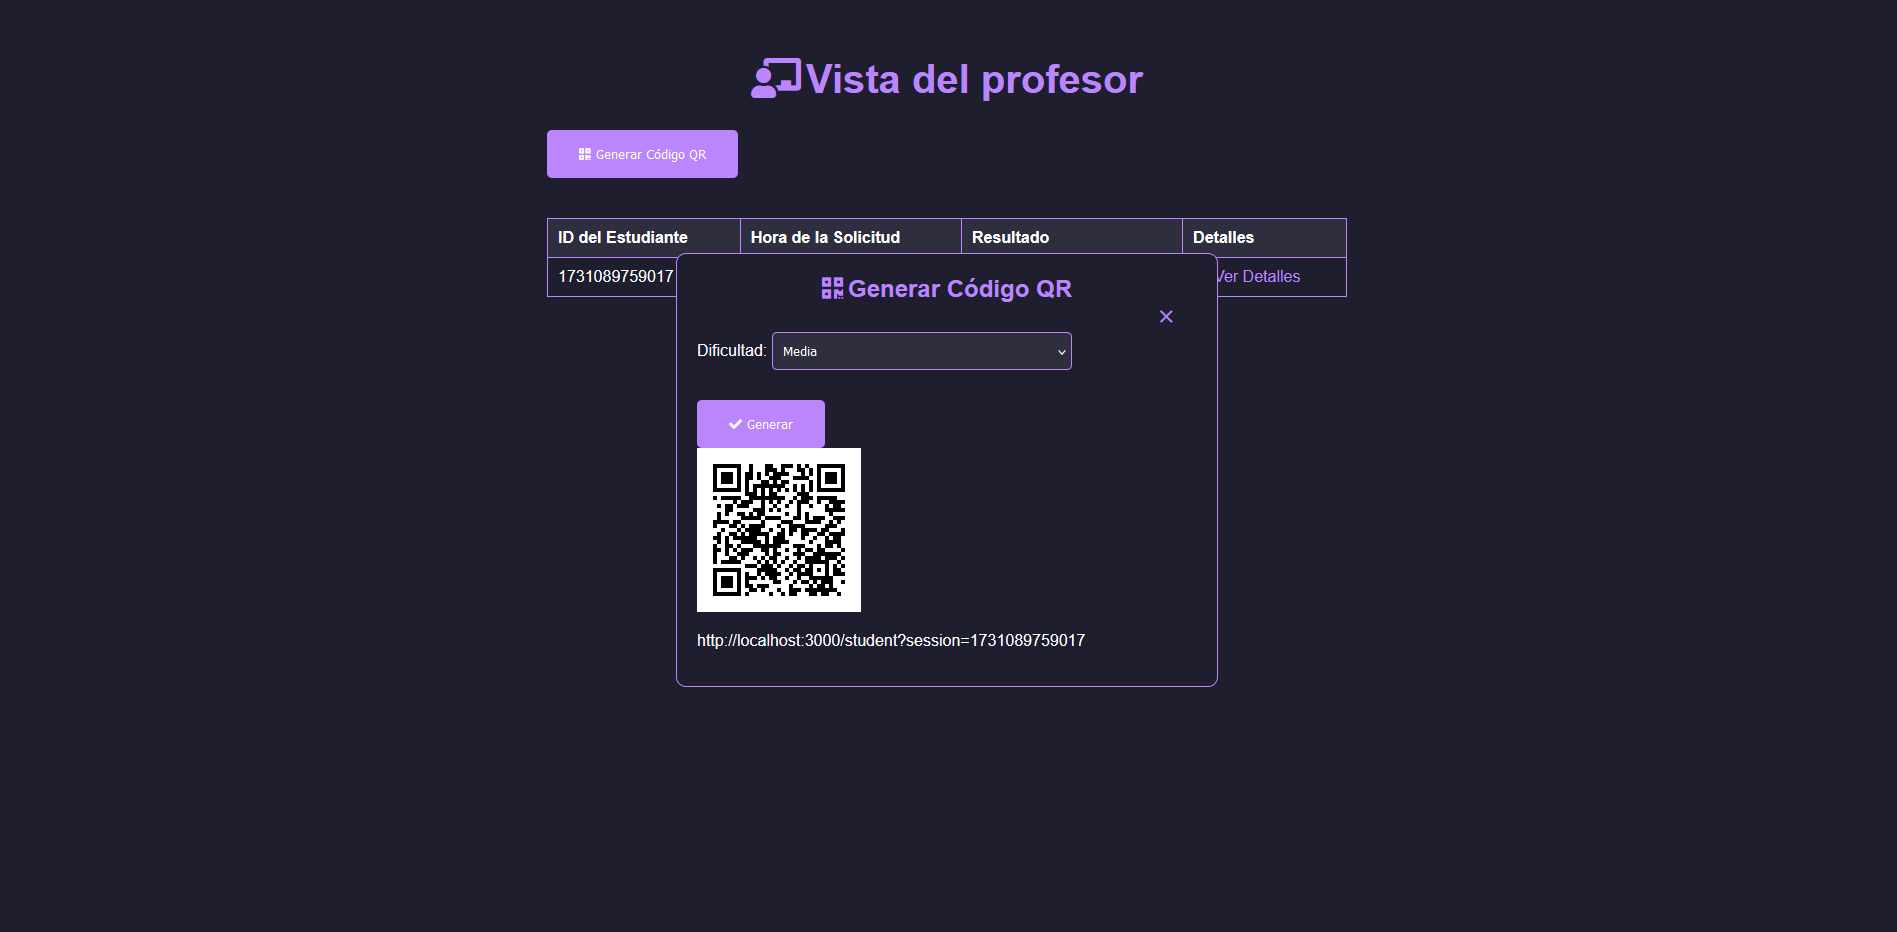 Vista del profesor
Generar Código QR
ID del Estudiante Hora de la Solicitud Resultado Detalles
1731089759017 Ver Detalles
Generar Código QR
×
Dificultad: Media
Generar
http://localhost:3000/student?session=1731089759017